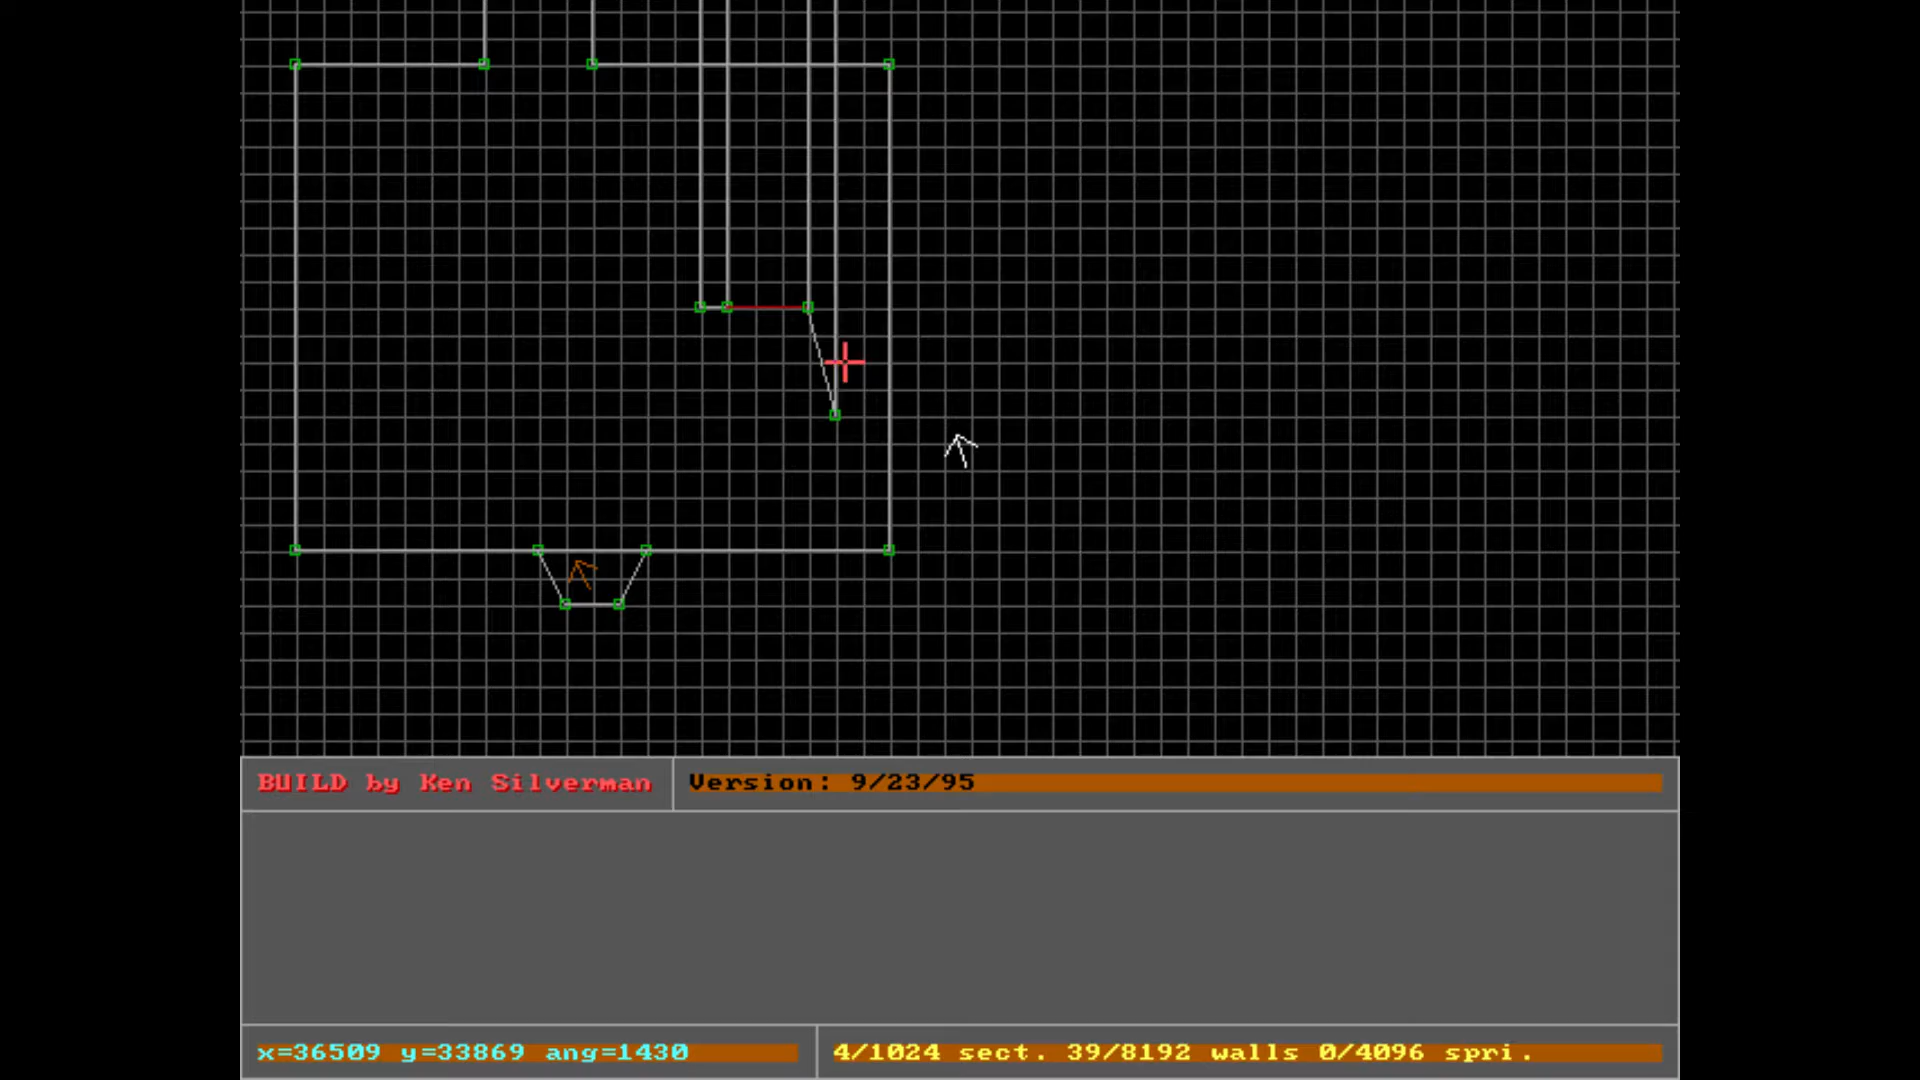 BUILD by Ken Silverman
Version: 9/23/95
x=36509 y=33869 ang=1430
4/1024 sect. 39/8192 walls 0/4096 spri.